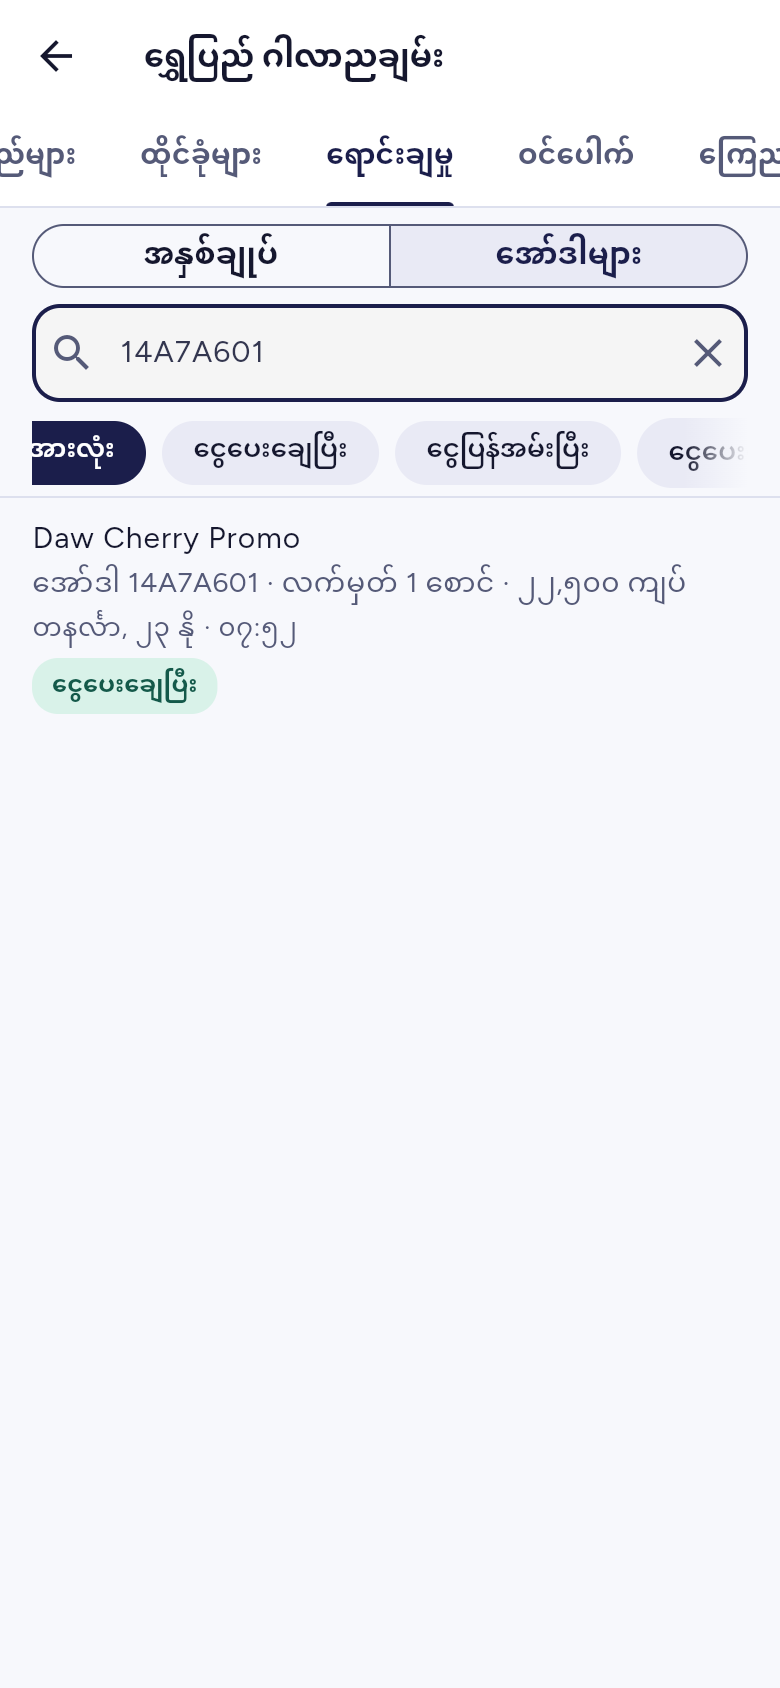 ရွှေပြည် ဂါလာညချမ်း
ည်များ ထိုင်ခုံများ ရောင်းချမှု ဝင်ပေါက် ကြေည
အနှစ်ချုပ် အော်ဒါများ
14A7A601
အားလုံး ငွေပေးချေပြီး ငွေပြန်အမ်းပြီး ငွေပေး
Daw Cherry Promo
အော်ဒါ 14A7A601 · လက်မှတ် 1 စောင် · ၂၂,၅၀၀ ကျပ်
တနင်္လာ, ၂၃ နို · ၀၇:၅၂
ငွေပေးချေပြီး